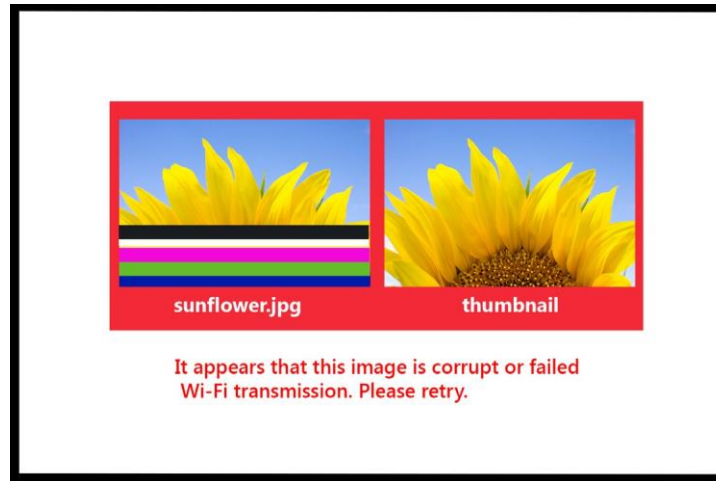 sunflower.jpg
thumbnail
It appears that this image is corrupt or failed
Wi-Fi transmission. Please retry.